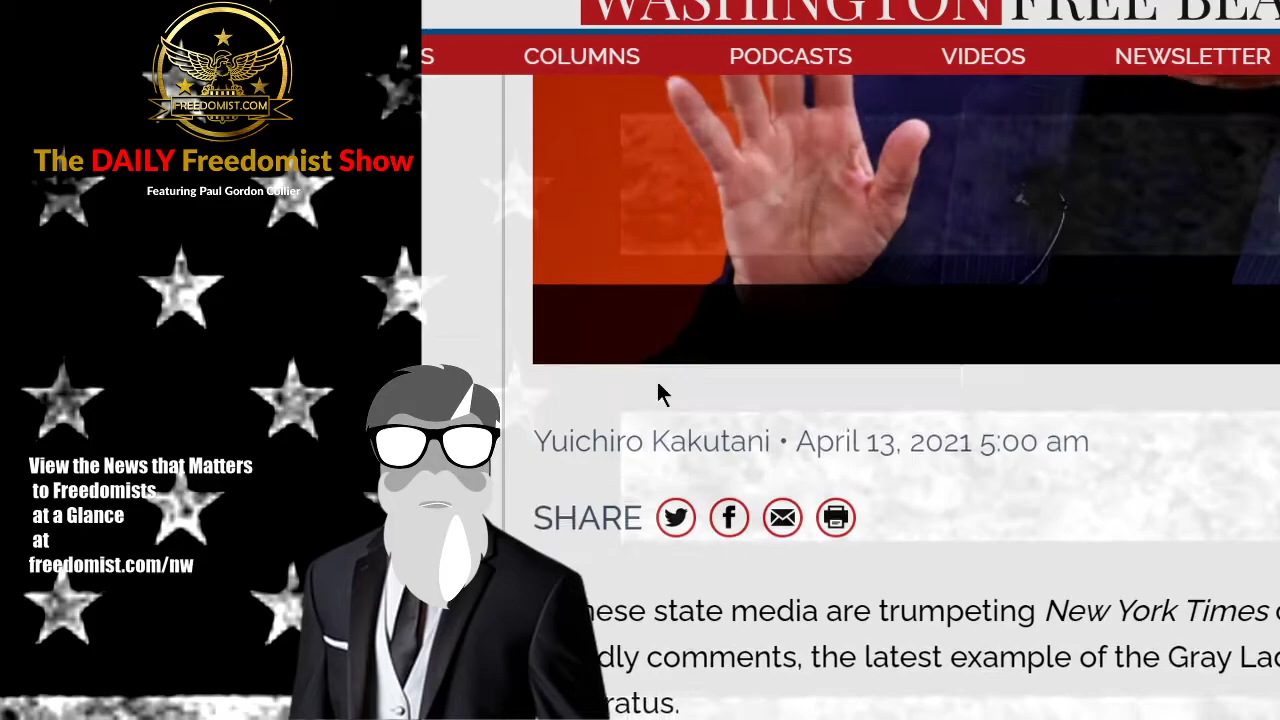 WASHINGTON FREE BEA
S COLUMNS PODCASTS VIDEOS NEWSLETTER
FREEDOMIST.COM
The DAILY Freedomist Show
Featuring Paul Gordon Collier
View the News that Matters
to Freedomists
at a Glance
at
freedomist.com/nw
Yuichiro Kakutani • April 13, 2021 5:00 am
SHARE
nese state media are trumpeting New York Times
dly comments, the latest example of the Gray La
ratus.